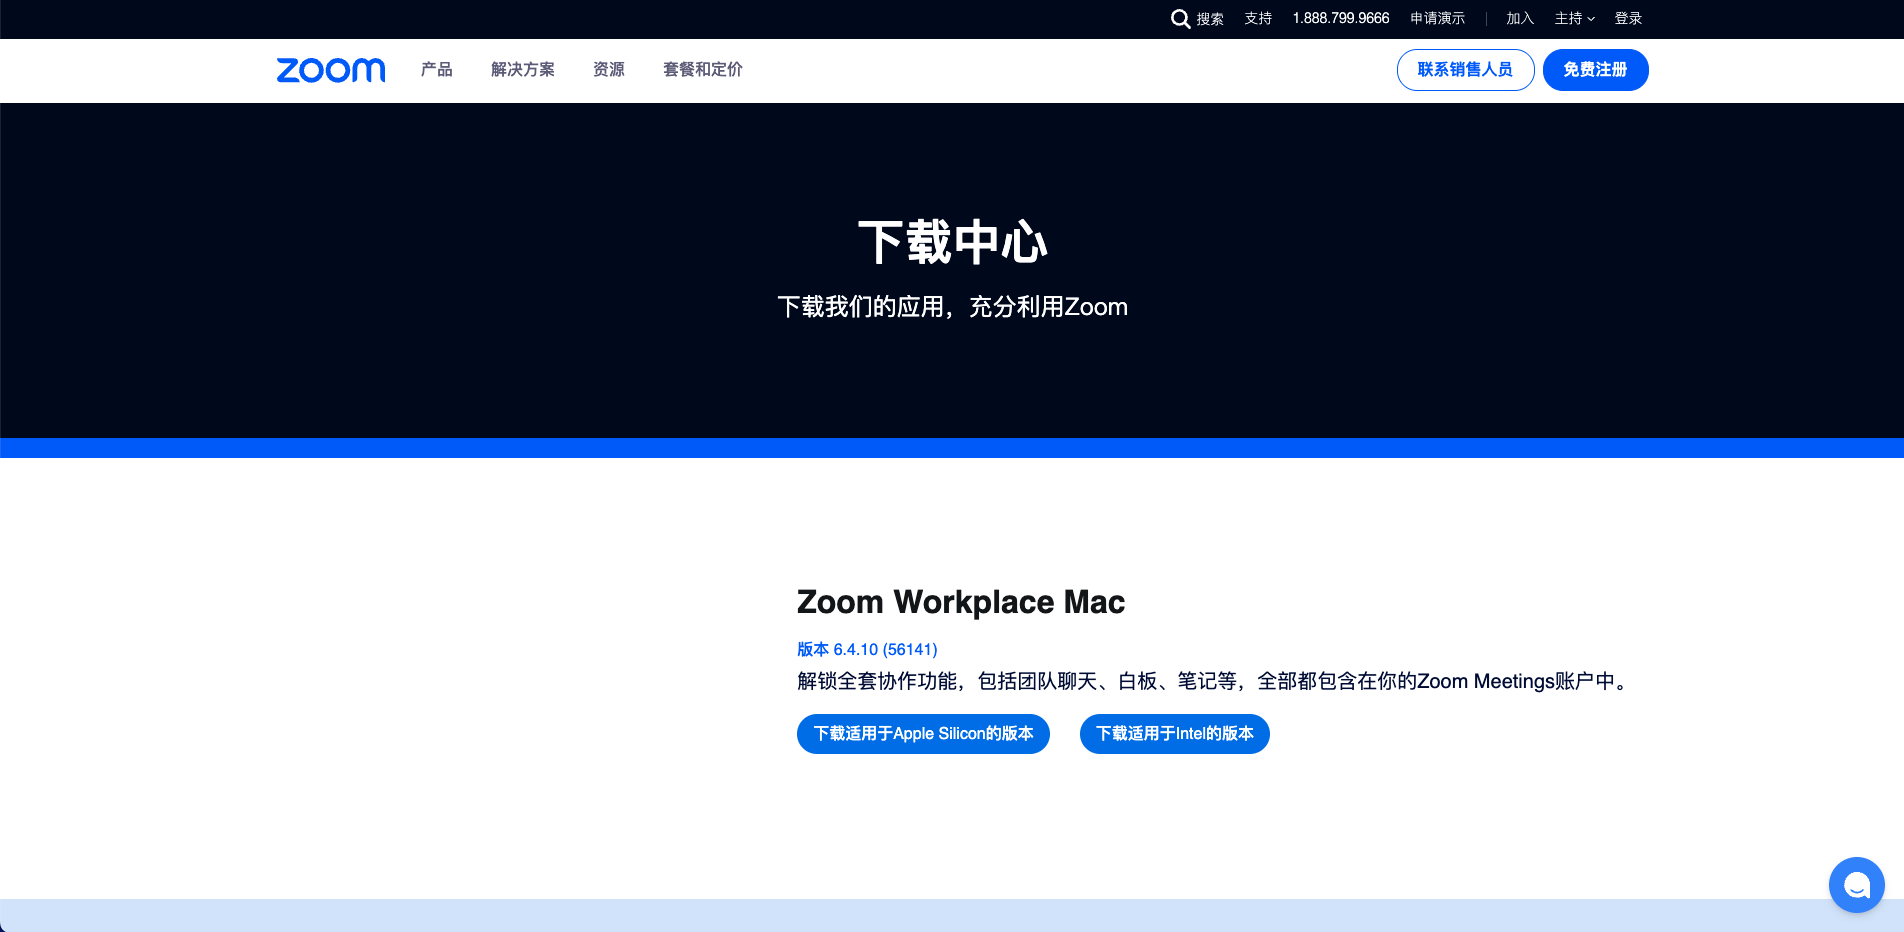 搜索 支持 1.888.799.9666 申请演示 加入 主持 登录
zoom 产品 解决方案 资源 套餐和定价 联系销售人员 免费注册
下载中心
下载我们的应用，充分利用Zoom
Zoom Workplace Mac
版本 6.4.10 (56141)
解锁全套协作功能，包括团队聊天、白板、笔记等，全部都包含在你的Zoom Meetings账户中。
下载适用于Apple Silicon的版本 下载适用于Intel的版本